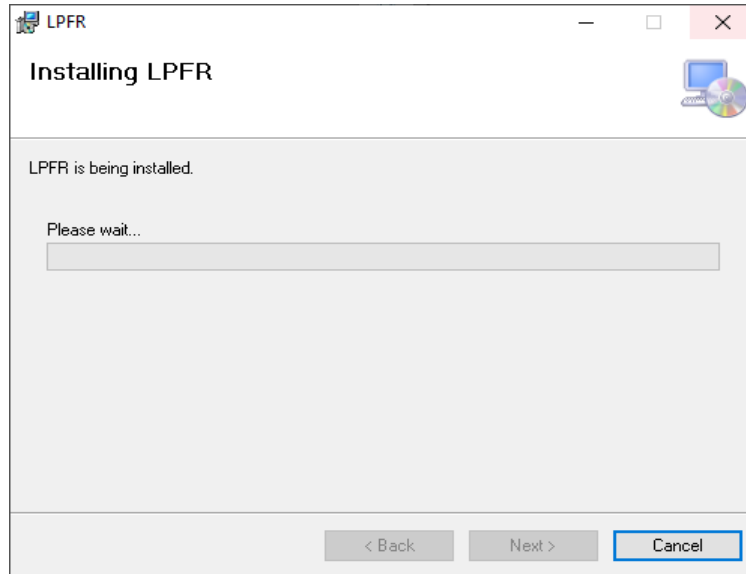 LPFR
Installing LPFR
LPFR is being installed.
Please wait...
< Back
Next >
Cancel